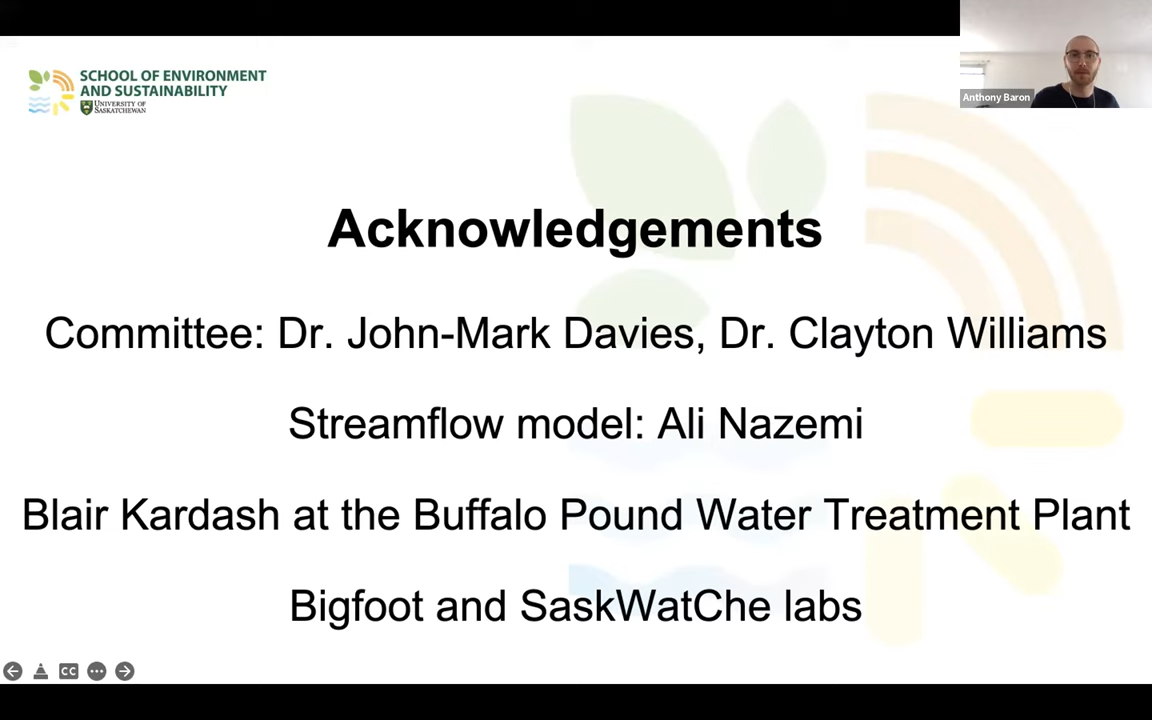 SCHOOL OF ENVIRONMENT
AND SUSTAINABILITY
UNIVERSITY OF
SASKATCHEWAN
Anthony Baron
Acknowledgements
Committee: Dr. John-Mark Davies, Dr. Clayton Williams
Streamflow model: Ali Nazemi
Blair Kardash at the Buffalo Pound Water Treatment Plant
Bigfoot and SaskWatChe labs
CC